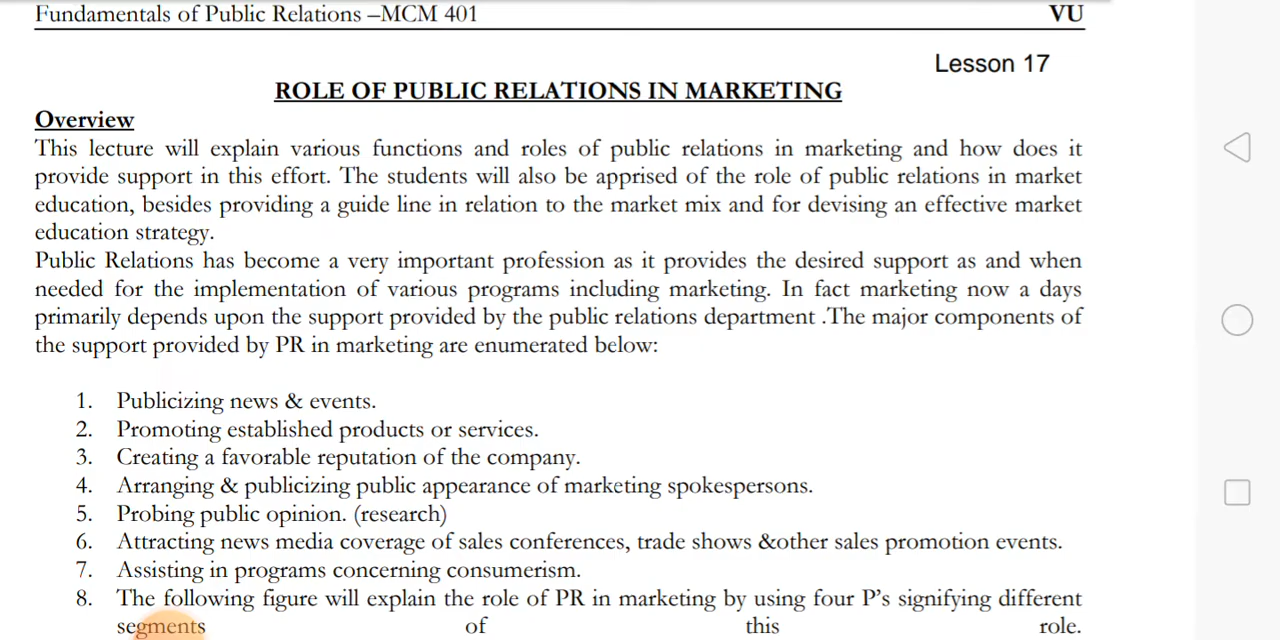 Fundamentals of Public Relations –MCM 401 VU
Lesson 17
ROLE OF PUBLIC RELATIONS IN MARKETING
Overview
This lecture will explain various functions and roles of public relations in marketing and how does it
provide support in this effort. The students will also be apprised of the role of public relations in market
education, besides providing a guide line in relation to the market mix and for devising an effective market
education strategy.
Public Relations has become a very important profession as it provides the desired support as and when
needed for the implementation of various programs including marketing. In fact marketing now a days
primarily depends upon the support provided by the public relations department .The major components of
the support provided by PR in marketing are enumerated below:
1. Publicizing news & events.
2. Promoting established products or services.
3. Creating a favorable reputation of the company.
4. Arranging & publicizing public appearance of marketing spokespersons.
5. Probing public opinion. (research)
6. Attracting news media coverage of sales conferences, trade shows &other sales promotion events.
7. Assisting in programs concerning consumerism.
8. The following figure will explain the role of PR in marketing by using four P's signifying different
segments of this role.